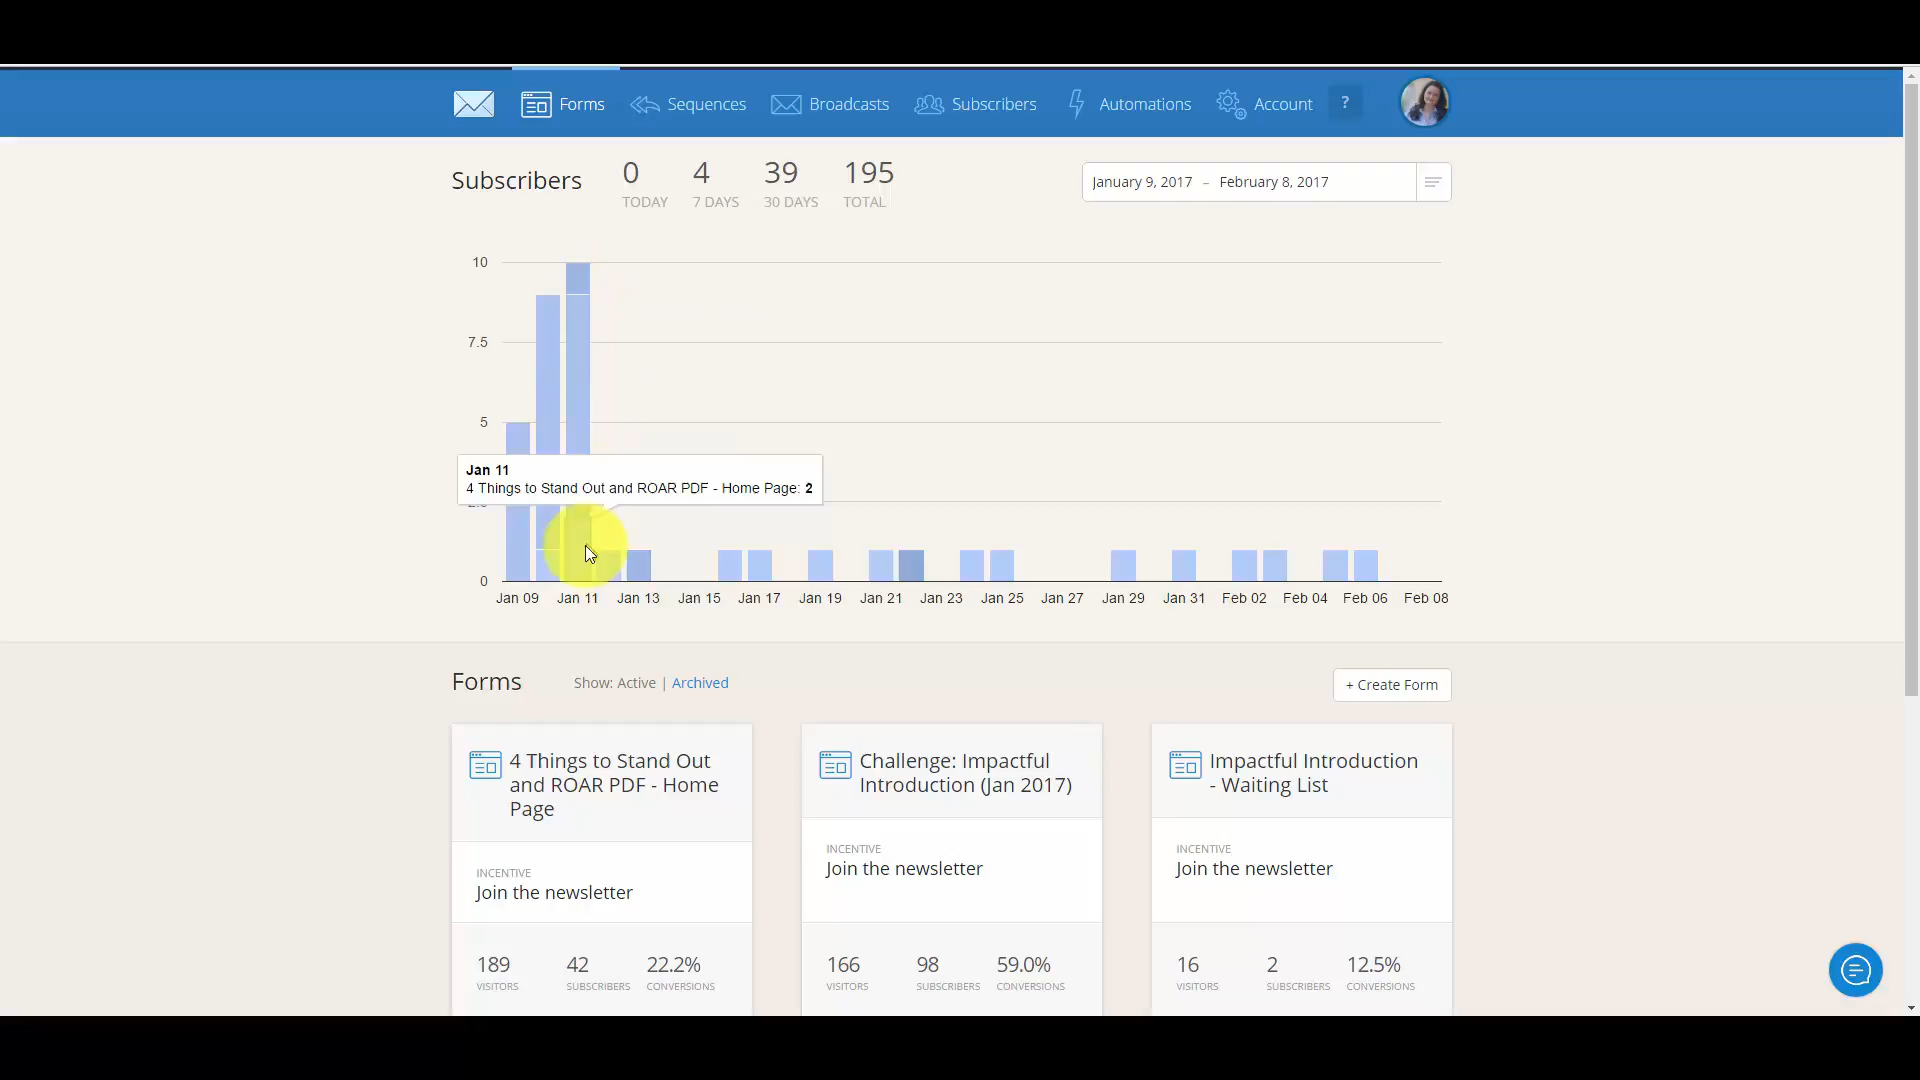 Forms
Sequences
Broadcasts
Subscribers
Automations
Account
?
Subscribers
0
TODAY
4
7 DAYS
39
30 DAYS
195
TOTAL
January 9, 2017 – February 8, 2017
10
7.5
5
Jan 11
4 Things to Stand Out and ROAR PDF - Home Page: 2
0
Jan 09 Jan 11 Jan 13 Jan 15 Jan 17 Jan 19 Jan 21 Jan 23 Jan 25 Jan 27 Jan 29 Jan 31 Feb 02 Feb 04 Feb 06 Feb 08
Forms
Show: Active | Archived
+ Create Form
4 Things to Stand Out
and ROAR PDF - Home
Page
INCENTIVE
Join the newsletter
189
VISITORS
42
SUBSCRIBERS
22.2%
CONVERSIONS
Challenge: Impactful
Introduction (Jan 2017)
INCENTIVE
Join the newsletter
166
VISITORS
98
SUBSCRIBERS
59.0%
CONVERSIONS
Impactful Introduction
- Waiting List
INCENTIVE
Join the newsletter
16
VISITORS
2
SUBSCRIBERS
12.5%
CONVERSIONS